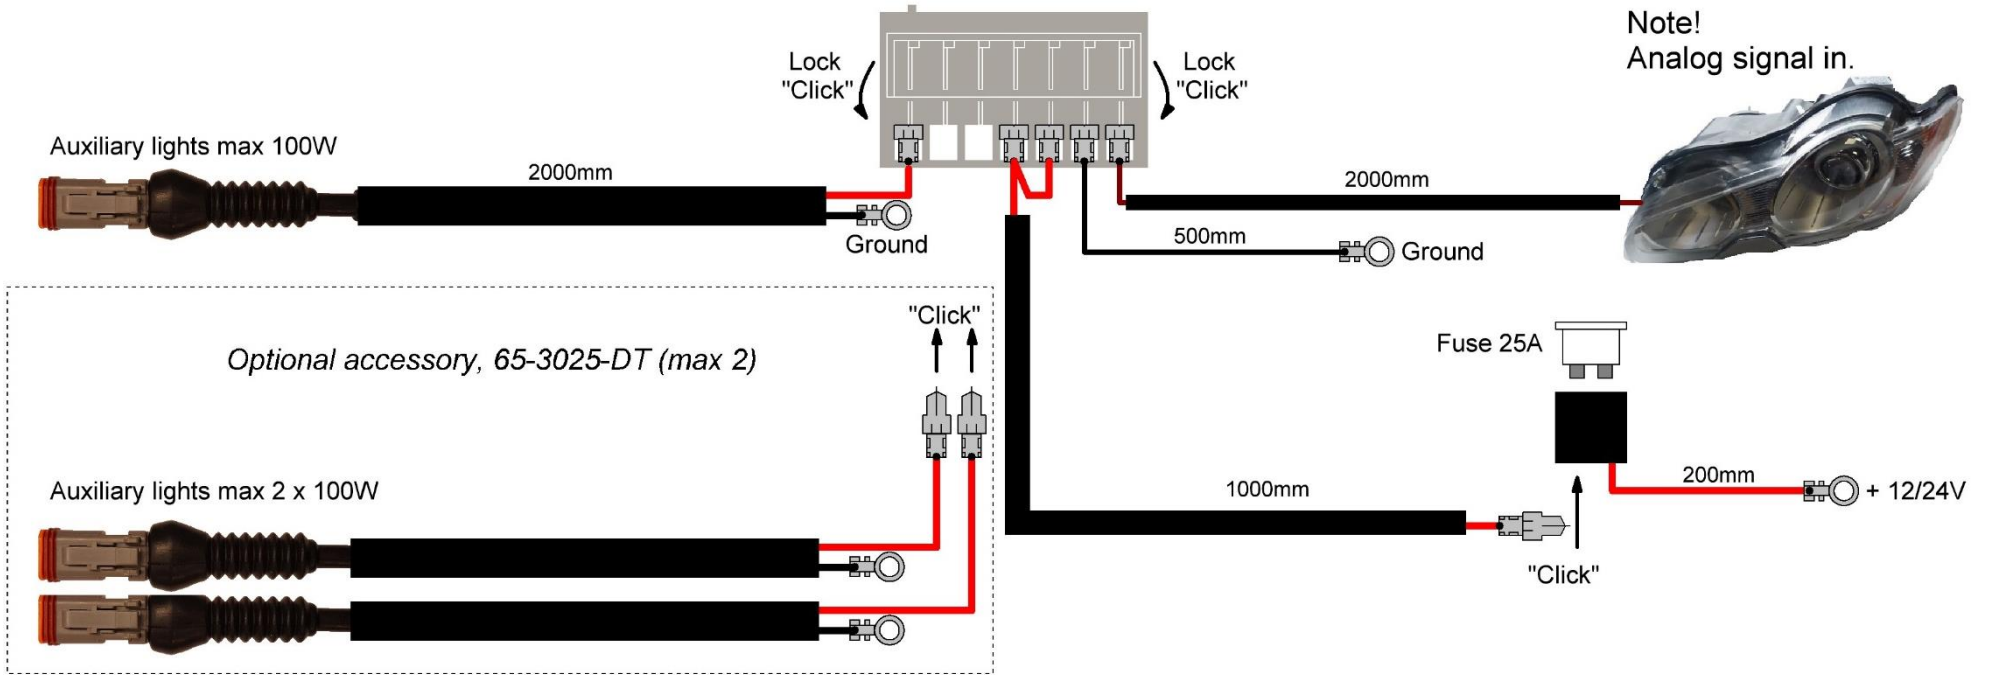 Note!
Analog signal in.
Lock
"Click"
Lock
"Click"
Auxiliary lights max 100W
2000mm
2000mm
Ground
500mm
Ground
"Click"
Optional accessory, 65-3025-DT (max 2)
Fuse 25A
Auxiliary lights max 2 x 100W
1000mm
200mm
+ 12/24V
"Click"